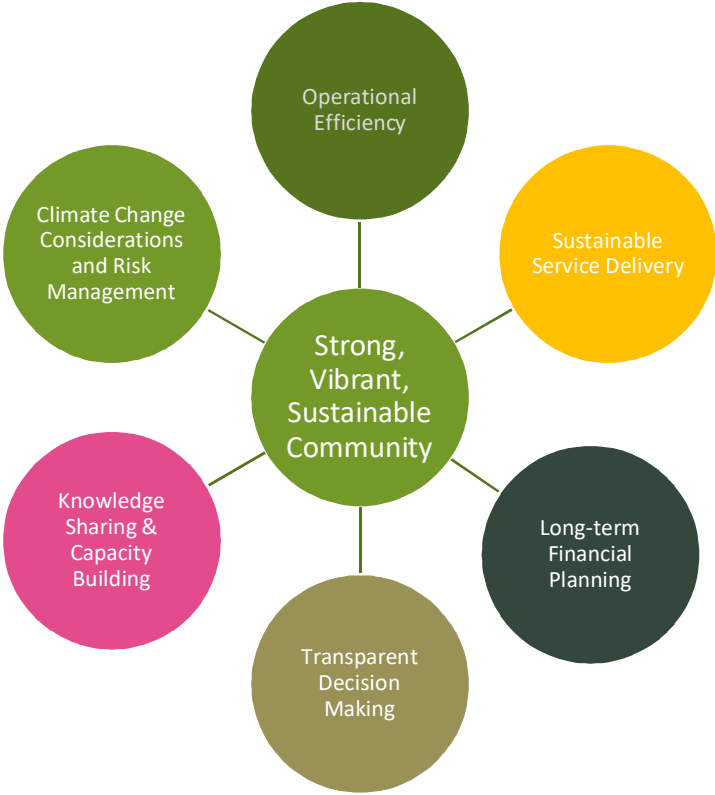 Operational
Efficiency
Climate Change
Considerations
and Risk
Management
Sustainable
Service Delivery
Strong,
Vibrant,
Sustainable
Community
Knowledge
Sharing &
Capacity
Building
Long-term
Financial
Planning
Transparent
Decision
Making